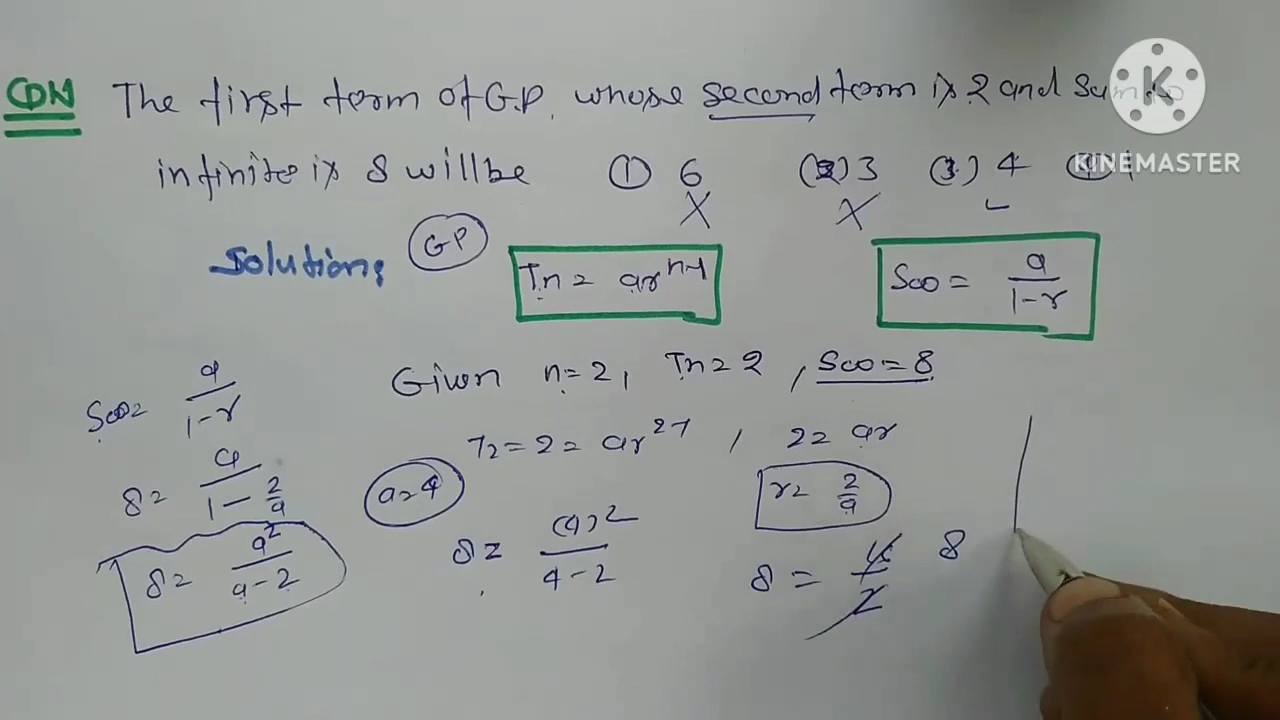 CDN The first term of G.P. whose second term is 2 and sum to
infinite is 8 will be (1) 6 (2) 3 (3) 4
KINEMASTER
Solution:
GP
Tn = ar^n-1
S∞ = a/1-r
Given n=2, Tn=2, S∞=8
S∞= a/1-r
T2=2=ar^2-1, 2= ar
8= a/1-2/a
a=4
r= 2/a
8= a²/a-2
8= (4)²/4-2
8= 16/2 8